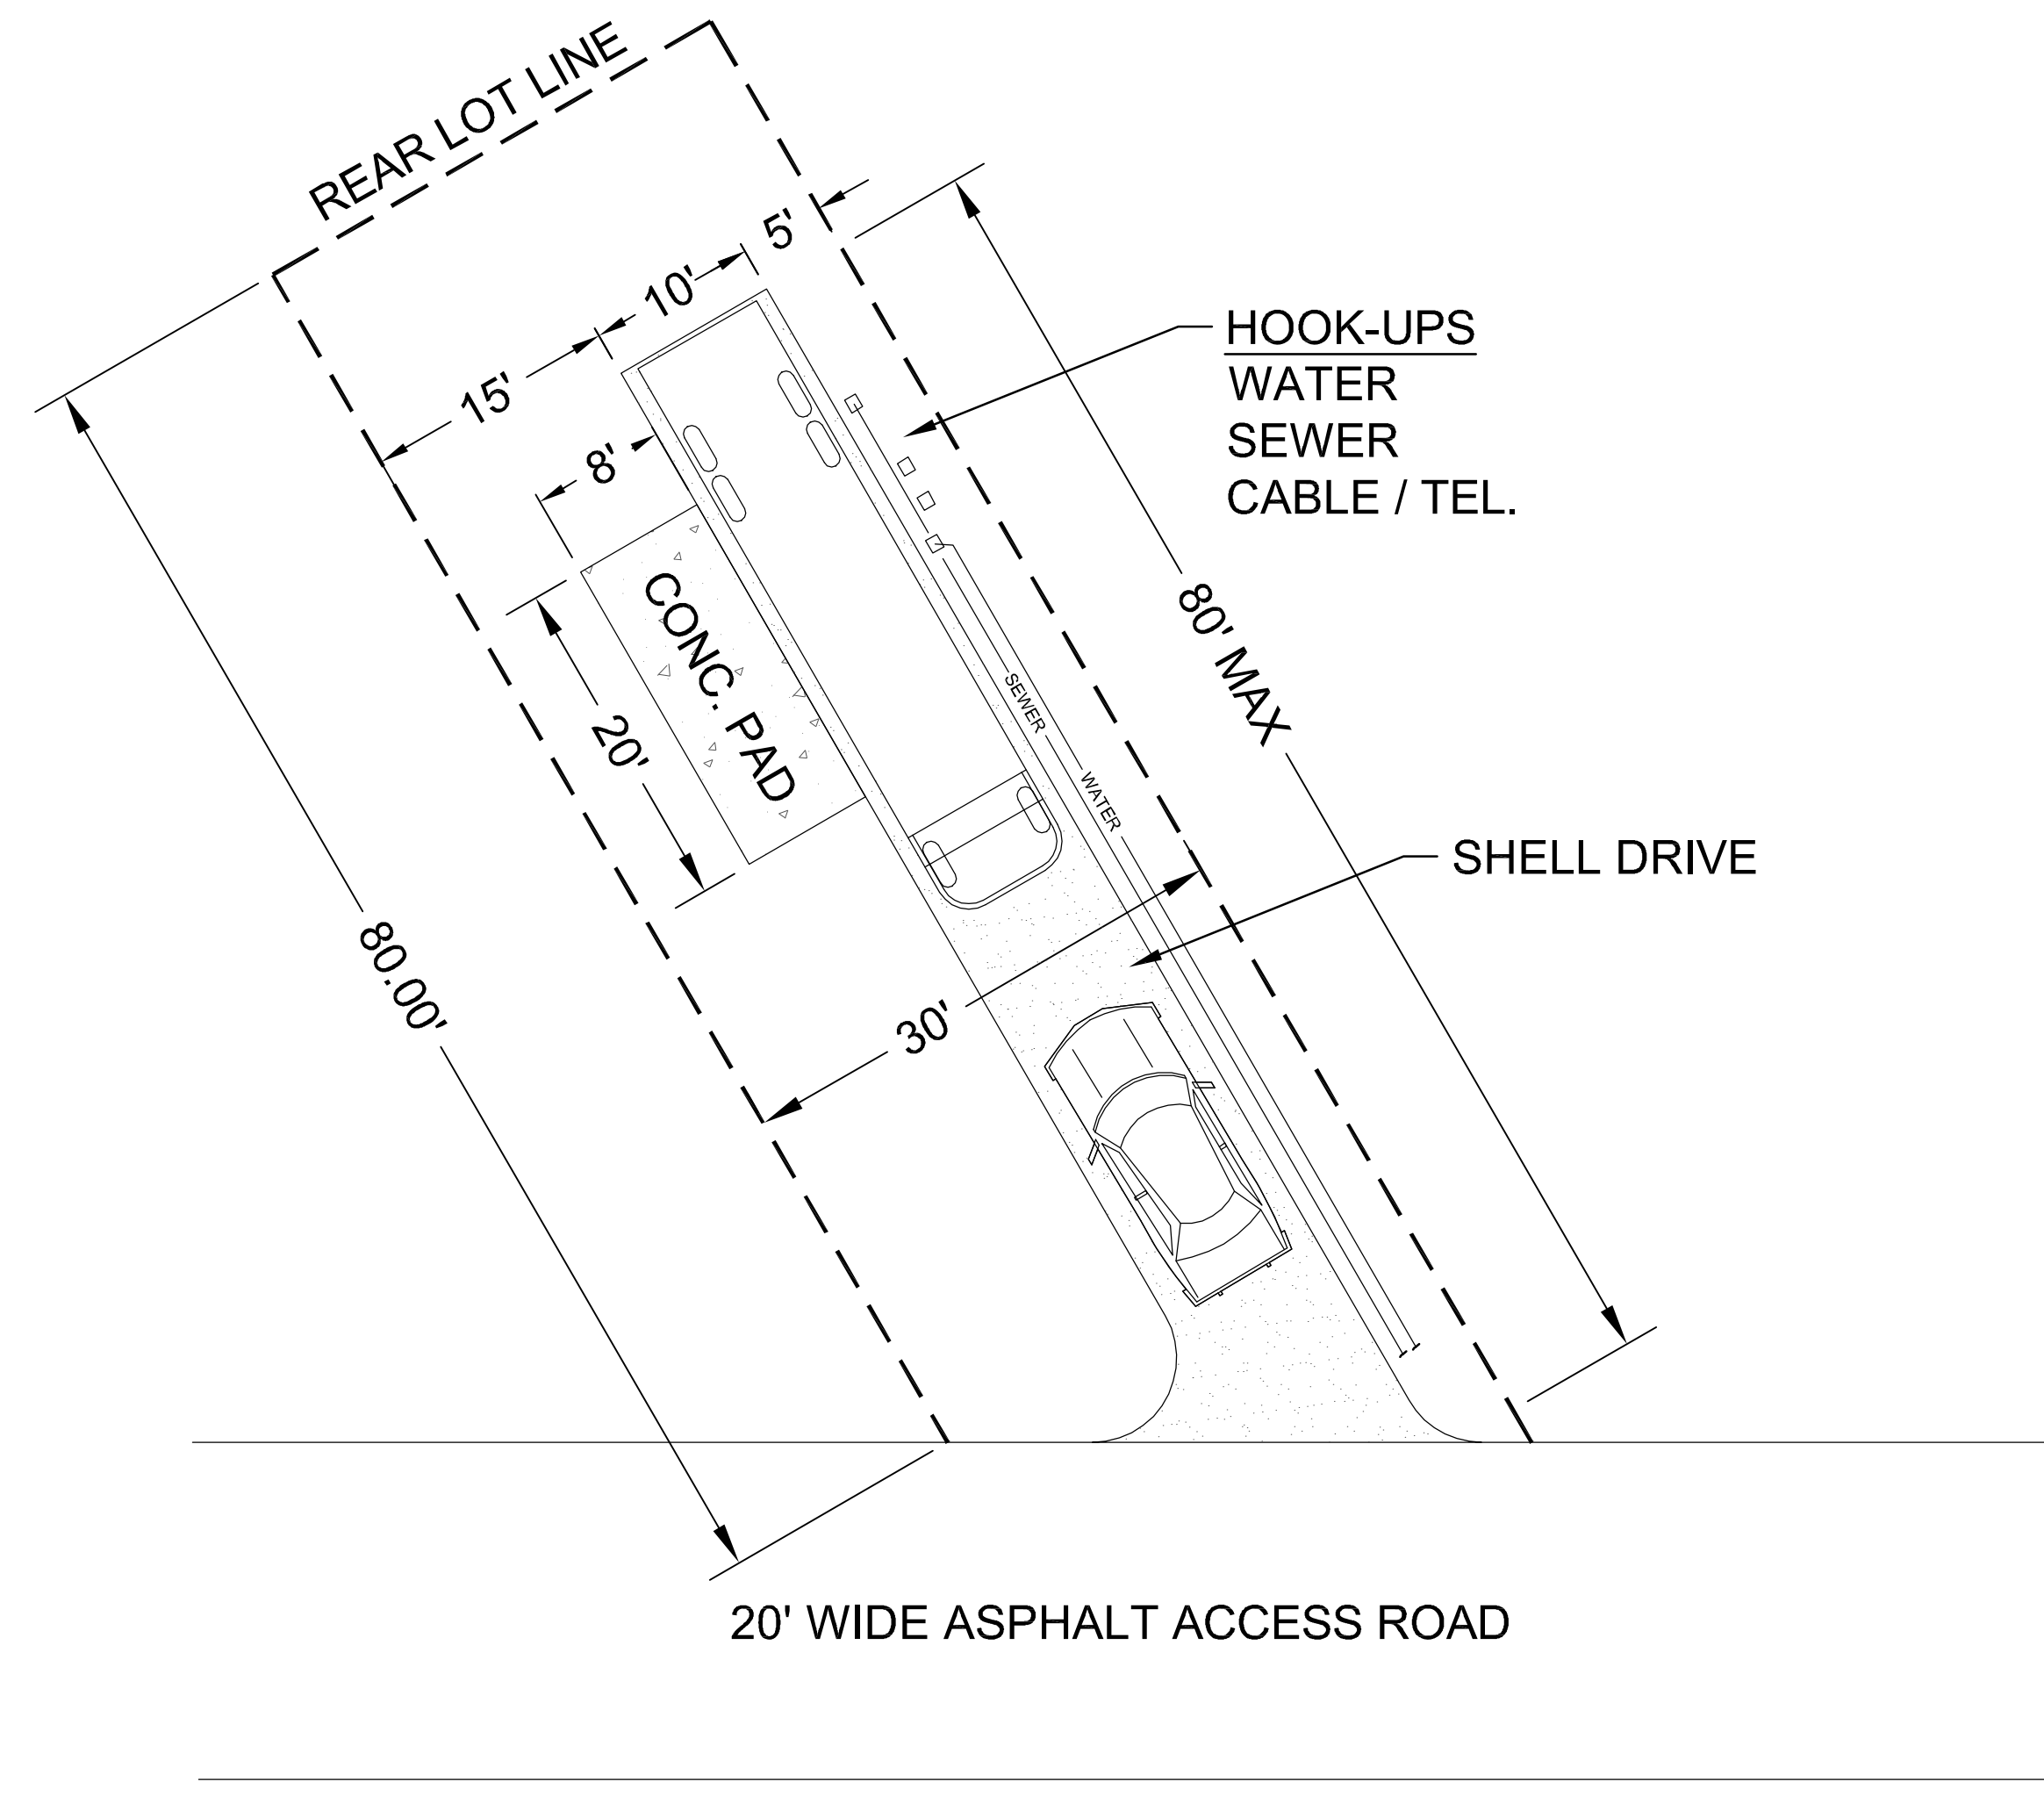 REAR LOT LINE
5'
10'
15'
8'
HOOK-UPS
WATER
SEWER
CABLE / TEL.
CONC. PAD
80' MAX
20'
SEWER
WATER
SHELL DRIVE
80.00'
30'
20' WIDE ASPHALT ACCESS ROAD